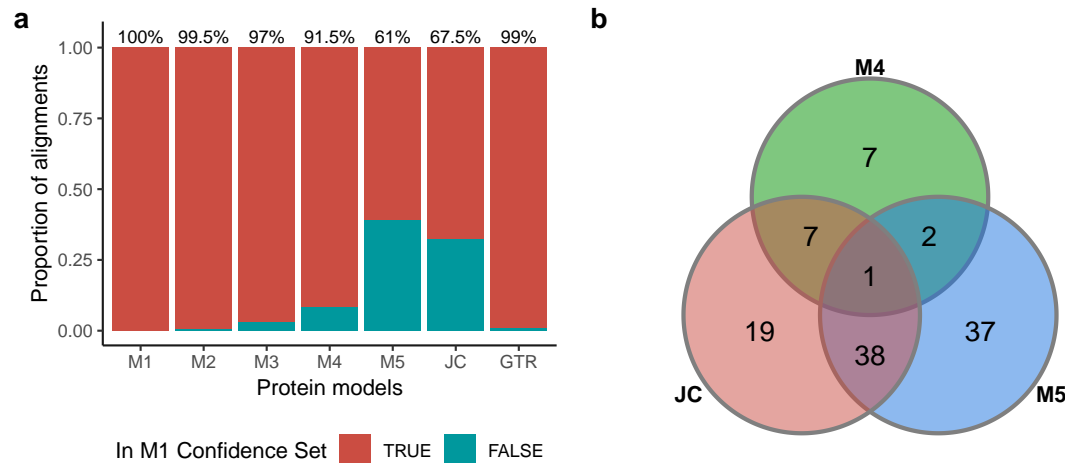 a
100% 99.5% 97% 91.5% 61% 67.5% 99%
1.00
0.75
0.50
0.25
0.00
Proportion of alignments
M1 M2 M3 M4 M5 JC GTR
Protein models
In M1 Confidence Set TRUE FALSE
b
M4
7
7 2
1
19 38 37
JC M5